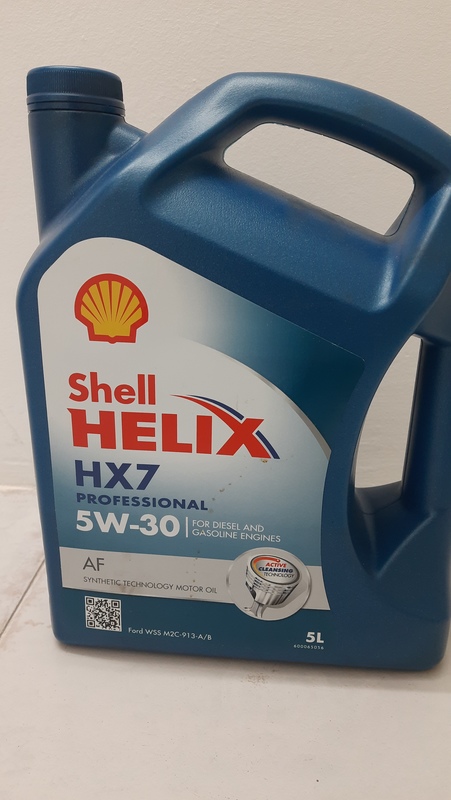 Shell
HELIX
HX7
PROFESSIONAL
5W-30
FOR DIESEL AND
GASOLINE ENGINES
AF
SYNTHETIC TECHNOLOGY MOTOR OIL
ACTIVE
CLEANSING
TECHNOLOGY
Ford WSS M2C-913-A/B
5L